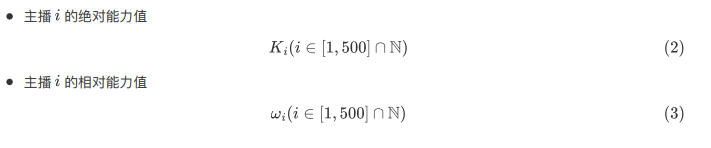 • 主播 i 的绝对能力值
K_i(i ∈ [1, 500] ∩ ℕ) (2)
• 主播 i 的相对能力值
ω_i(i ∈ [1, 500] ∩ ℕ) (3)